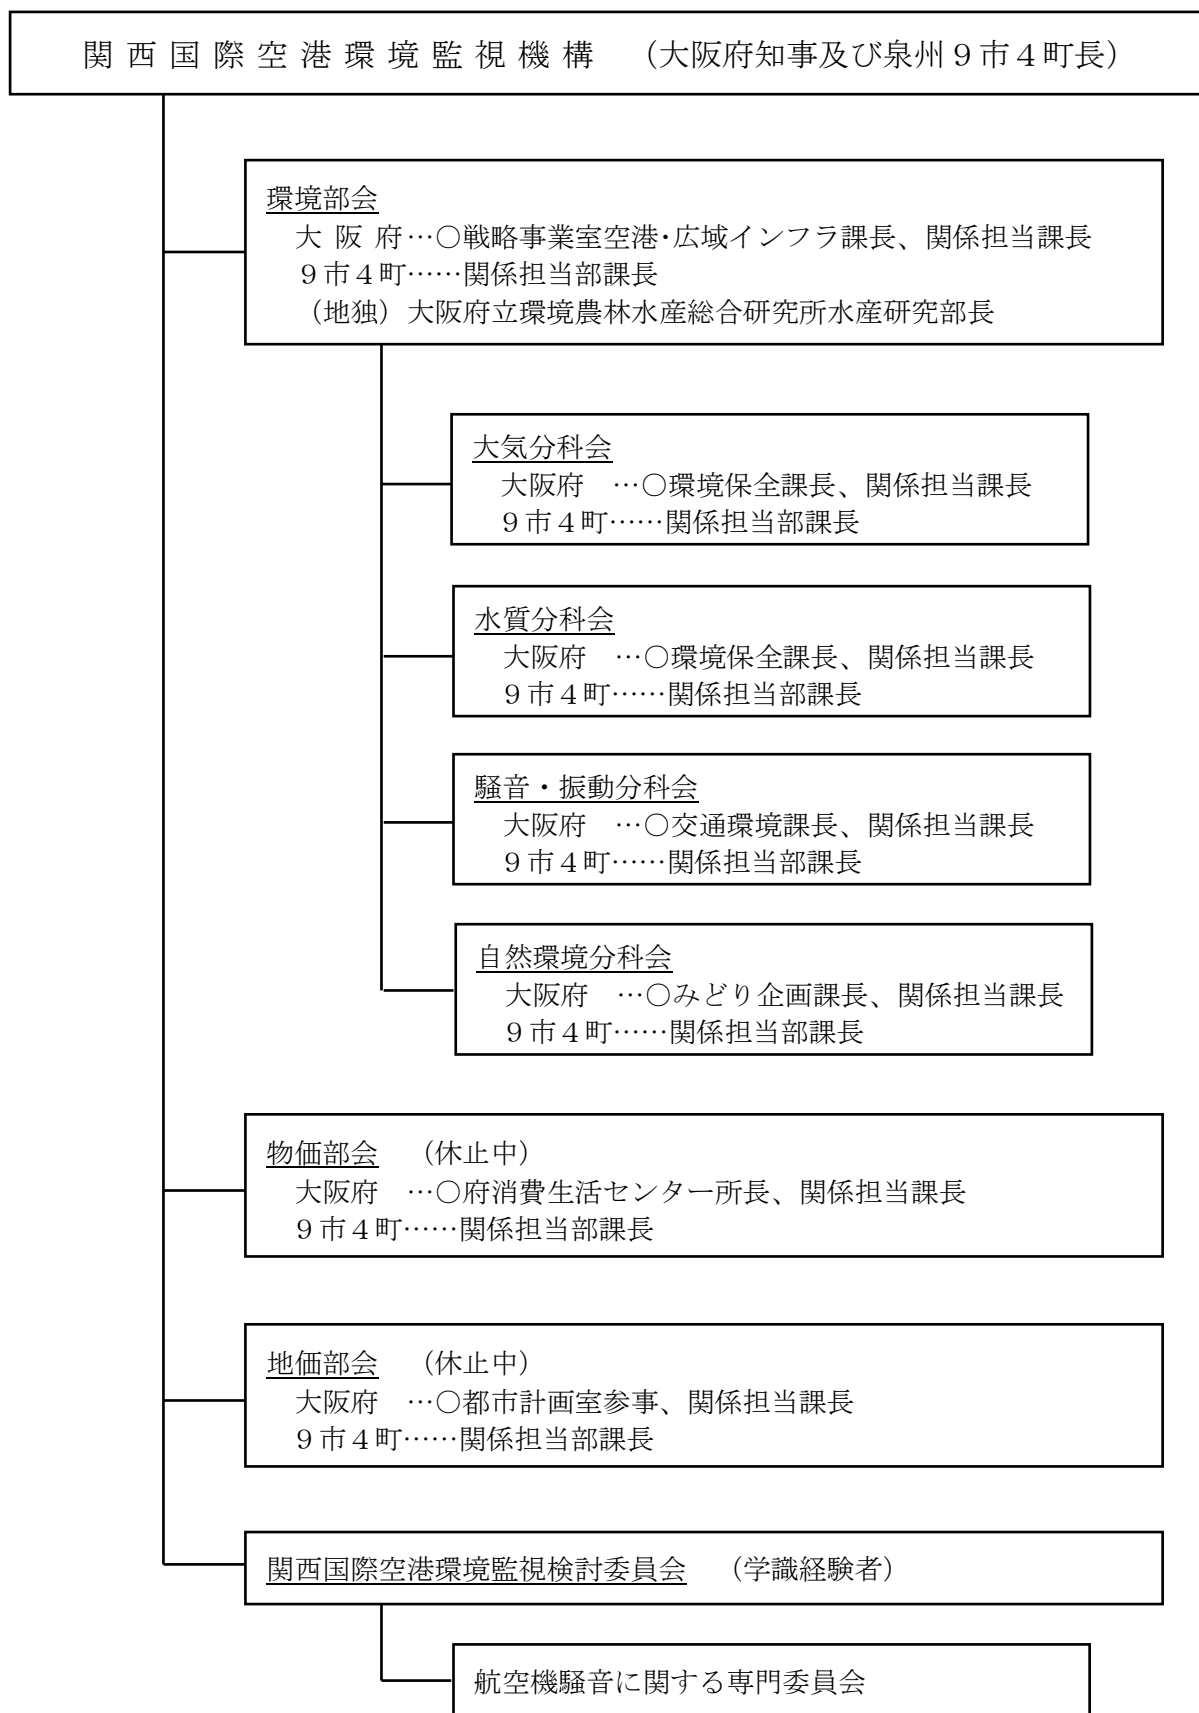 関西国際空港環境監視機構　（大阪府知事及び泉州９市４町長）
環境部会
大 阪 府…○戦略事業室空港･広域インフラ課長、関係担当課長
９市４町……関係担当部課長
（地独）大阪府立環境農林水産総合研究所水産研究部長
大気分科会
大阪府　…○環境保全課長、関係担当課長
９市４町……関係担当部課長
水質分科会
大阪府　…○環境保全課長、関係担当課長
９市４町……関係担当部課長
騒音・振動分科会
大阪府　…○交通環境課長、関係担当課長
９市４町……関係担当部課長
自然環境分科会
大阪府　…○みどり企画課長、関係担当課長
９市４町……関係担当部課長
物価部会　（休止中）
大阪府　…○府消費生活センター所長、関係担当課長
９市４町……関係担当部課長
地価部会　（休止中）
大阪府　…○都市計画室参事、関係担当課長
９市４町……関係担当部課長
関西国際空港環境監視検討委員会　（学識経験者）
航空機騒音に関する専門委員会